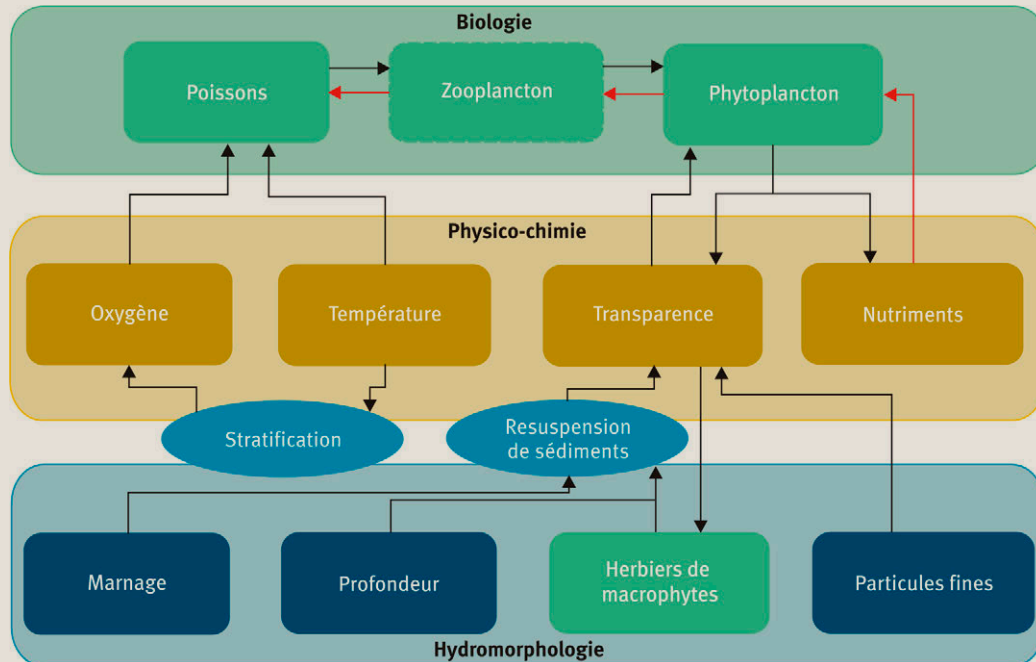 Biologie
Poissons
Zooplancton
Phytoplancton
Physico-chimie
Oxygène
Température
Transparence
Nutriments
Stratification
Resuspension
de sédiments
Marnage
Profondeur
Herbiers de
macrophytes
Particules fines
Hydromorphologie